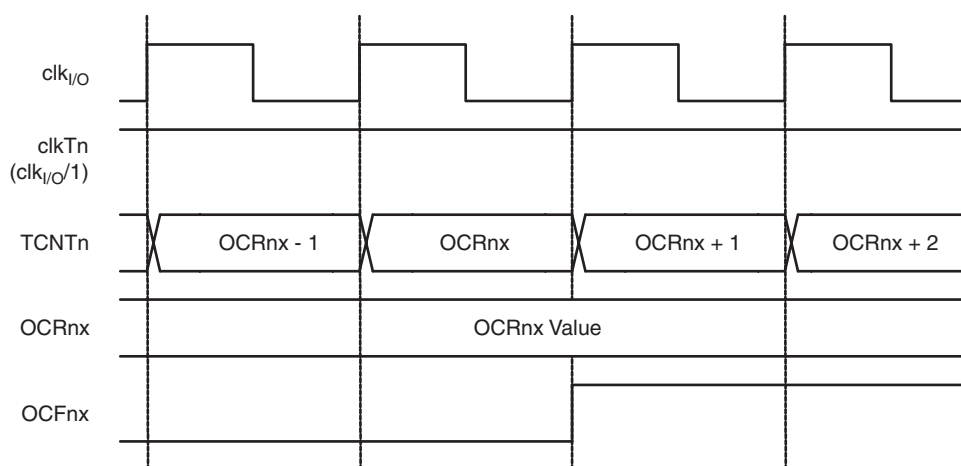 clkI/O
clkTn
(clkI/O/1)
TCNTn
OCRnx - 1
OCRnx
OCRnx + 1
OCRnx + 2
OCRnx
OCRnx Value
OCFnx